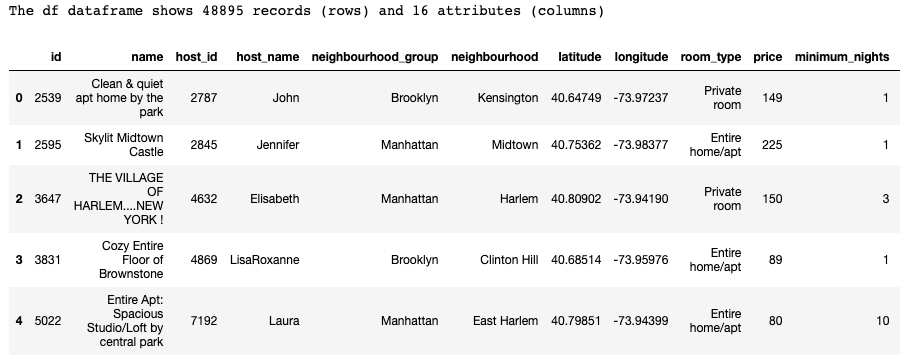 The df dataframe shows 48895 records (rows) and 16 attributes (columns)
id name host_id host_name neighbourhood_group neighbourhood latitude longitude room_type price minimum_nights
Clean & quiet
0 2539 apt home by the 2787 John Brooklyn Kensington 40.64749 -73.97237 Private room 149 1
park
1 2595 Skylit Midtown 2845 Jennifer Manhattan Midtown 40.75362 -73.98377 Entire home/apt 225 1
Castle
THE VILLAGE
OF
2 3647 HARLEM....NEW 4632 Elisabeth Manhattan Harlem 40.80902 -73.94190 Private room 150 3
YORK !
Cozy Entire
3 3831 Floor of 4869 LisaRoxanne Brooklyn Clinton Hill 40.68514 -73.95976 Entire home/apt 89 1
Brownstone
Entire Apt:
Spacious
4 5022 Studio/Loft by 7192 Laura Manhattan East Harlem 40.79851 -73.94399 Entire home/apt 80 10
central park